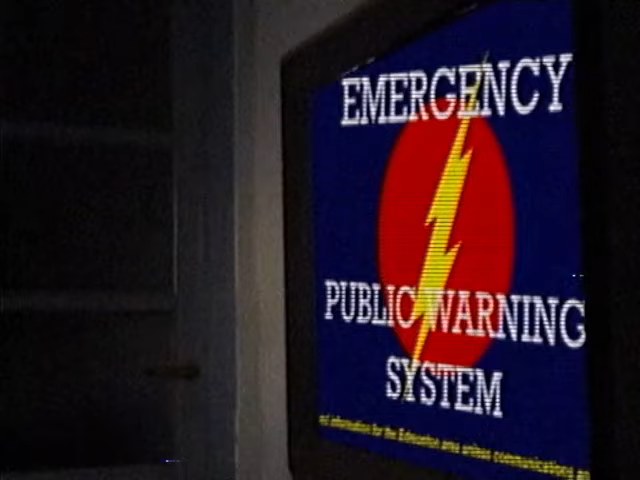 EMERGENCY
PUBLIC WARNING
SYSTEM
information for the Edmonton area unless communications